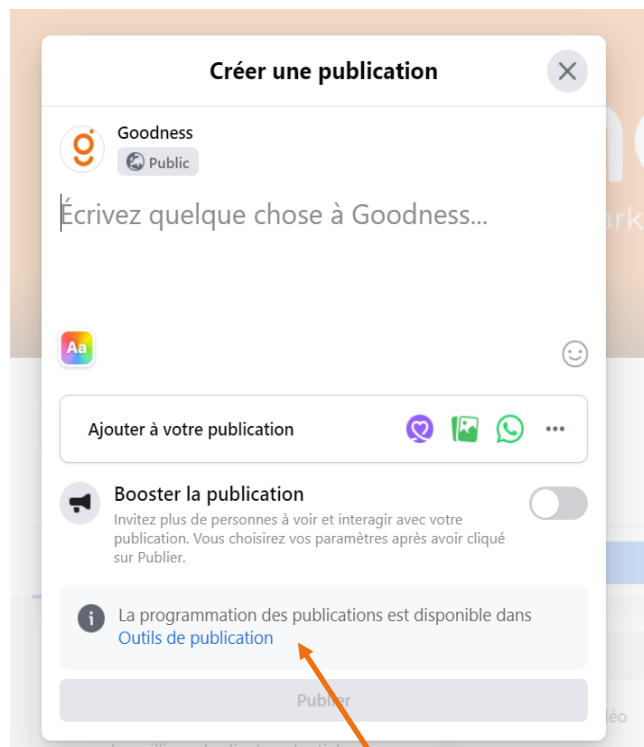 Créer une publication
Goodness
Public
Écrivez quelque chose à Goodness...
ark
Aa
Ajouter à votre publication
Booster la publication
Invitez plus de personnes à voir et interagir avec votre
publication. Vous choisirez vos paramètres après avoir cliqué
sur Publier.
La programmation des publications est disponible dans
Outils de publication
Publier
léo